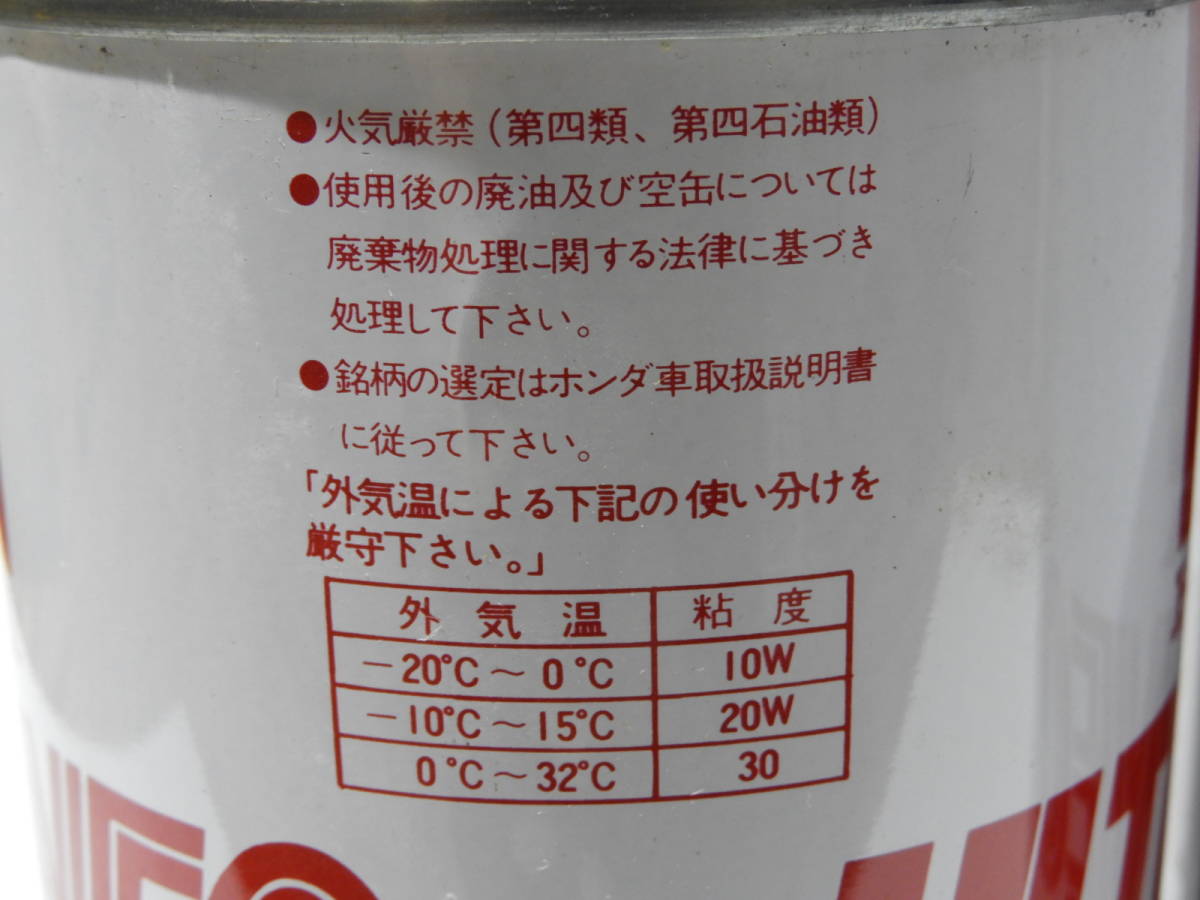 ●火気厳禁（第四類、第四石油類）
●使用後の廃油及び空缶については
廃棄物処理に関する法律に基づき
処理して下さい。
●銘柄の選定はホンダ車取扱説明書
に従って下さい。
「外気温による下記の使い分けを
厳守下さい。」
外気温 粘度
−20℃～0℃ 10W
−10℃～15℃ 20W
0℃～32℃ 30